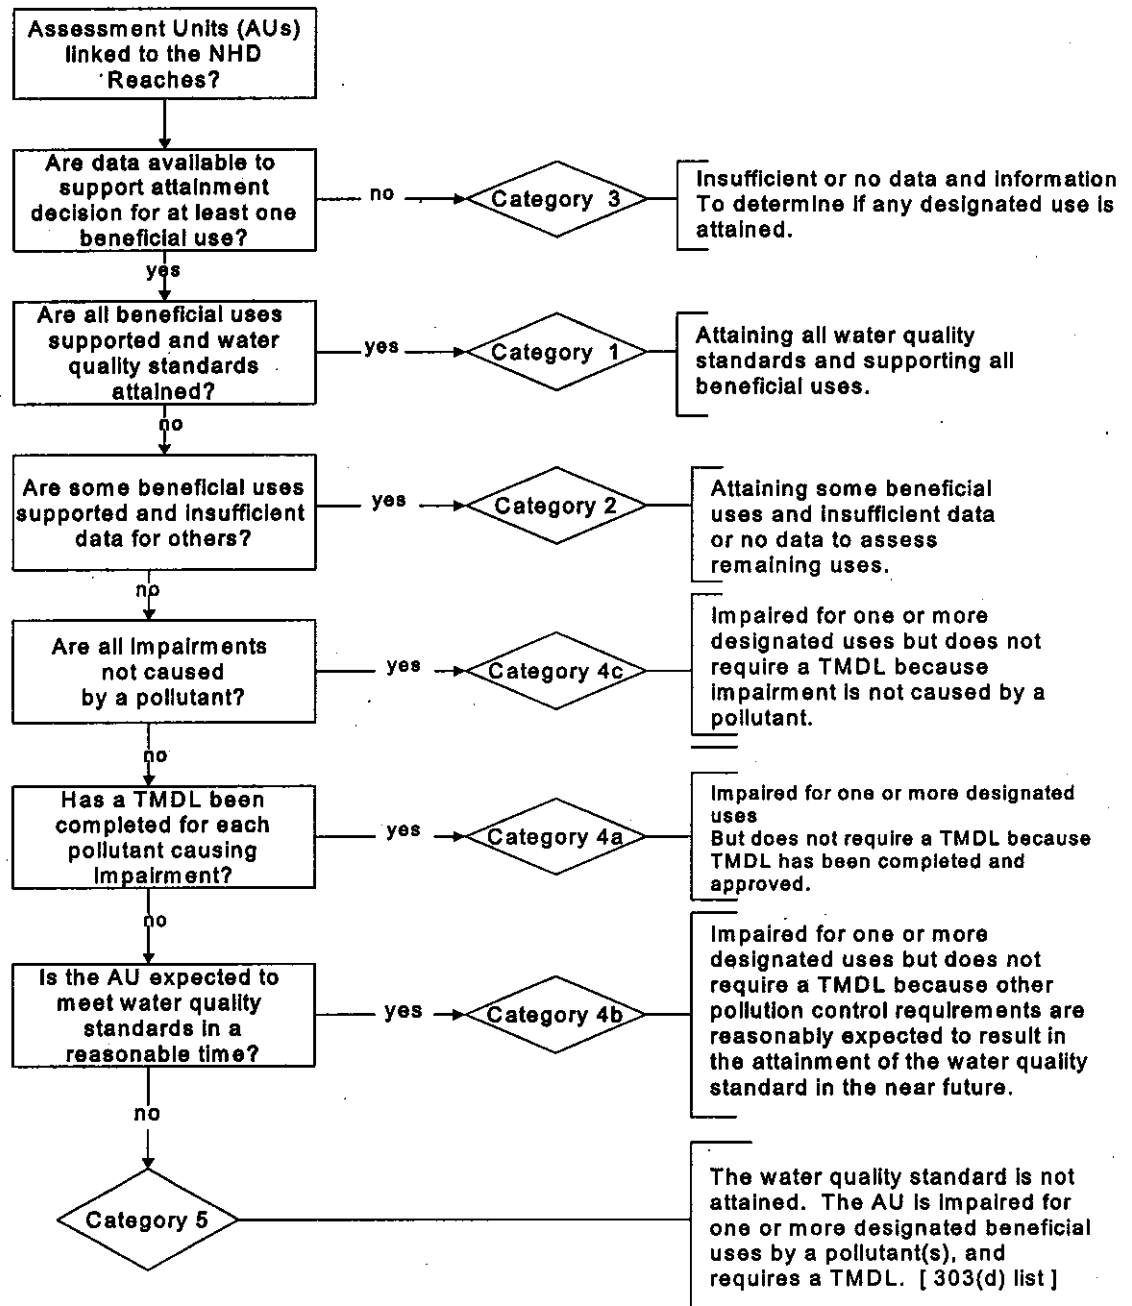 Assessment Units (AUs)
linked to the NHD
Reaches?
Are data available to
support attainment
decision for at least one
beneficial use?
no
Category 3
Insufficient or no data and information
To determine if any designated use is
attained.
yes
Are all beneficial uses
supported and water
quality standards
attained?
yes
Category 1
Attaining all water quality
standards and supporting all
beneficial uses.
no
Are some beneficial uses
supported and insufficient
data for others?
yes
Category 2
Attaining some beneficial
uses and insufficient data
or no data to assess
remaining uses.
no
Are all Impairments
not caused
by a pollutant?
yes
Category 4c
Impaired for one or more
designated uses but does not
require a TMDL because
impairment is not caused by a
pollutant.
no
Has a TMDL been
completed for each
pollutant causing
Impairment?
yes
Category 4a
Impaired for one or more designated
uses
But does not require a TMDL because
TMDL has been completed and
approved.
no
Is the AU expected to
meet water quality
standards in a
reasonable time?
yes
Category 4b
Impaired for one or more
designated uses but does not
require a TMDL because other
pollution control requirements are
reasonably expected to result in
the attainment of the water quality
standard in the near future.
no
Category 5
The water quality standard is not
attained. The AU is impaired for
one or more designated beneficial
uses by a pollutant(s), and
requires a TMDL. [ 303(d) list ]